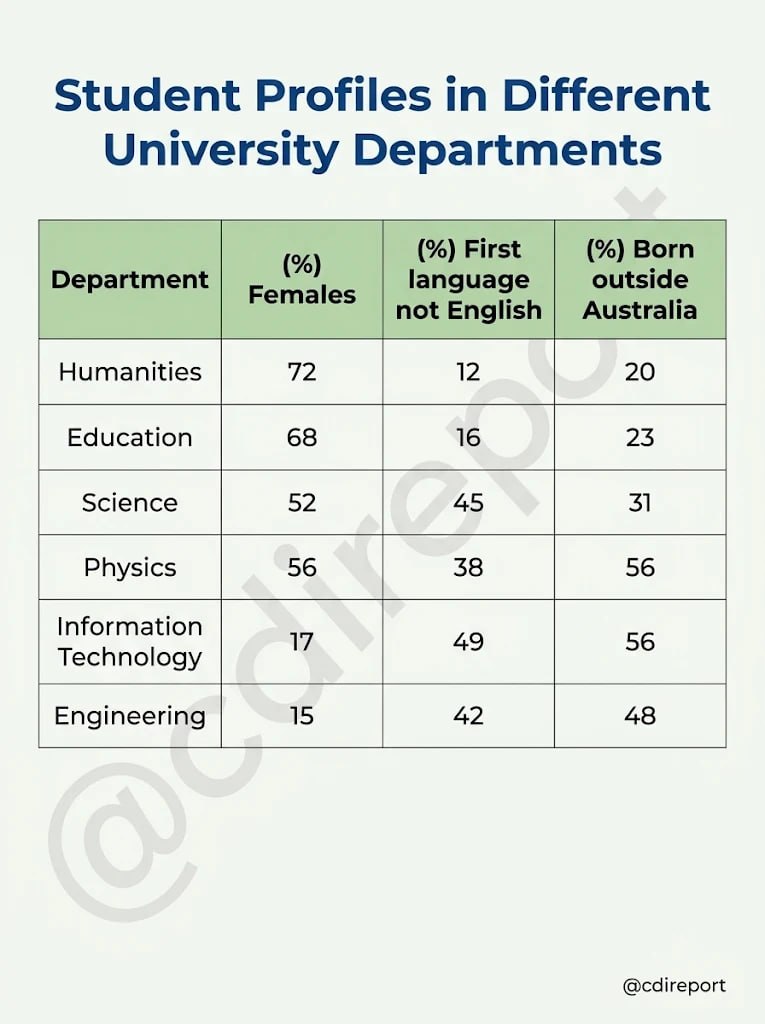 Student Profiles in Different
University Departments
Department
(%)
Females
(%) First
language
not English
(%) Born
outside
Australia
Humanities 72 12 20
Education 68 16 23
Science 52 45 31
Physics 56 38 56
Information
Technology 17 49 56
Engineering 15 42 48
@cdireport
@cdireport